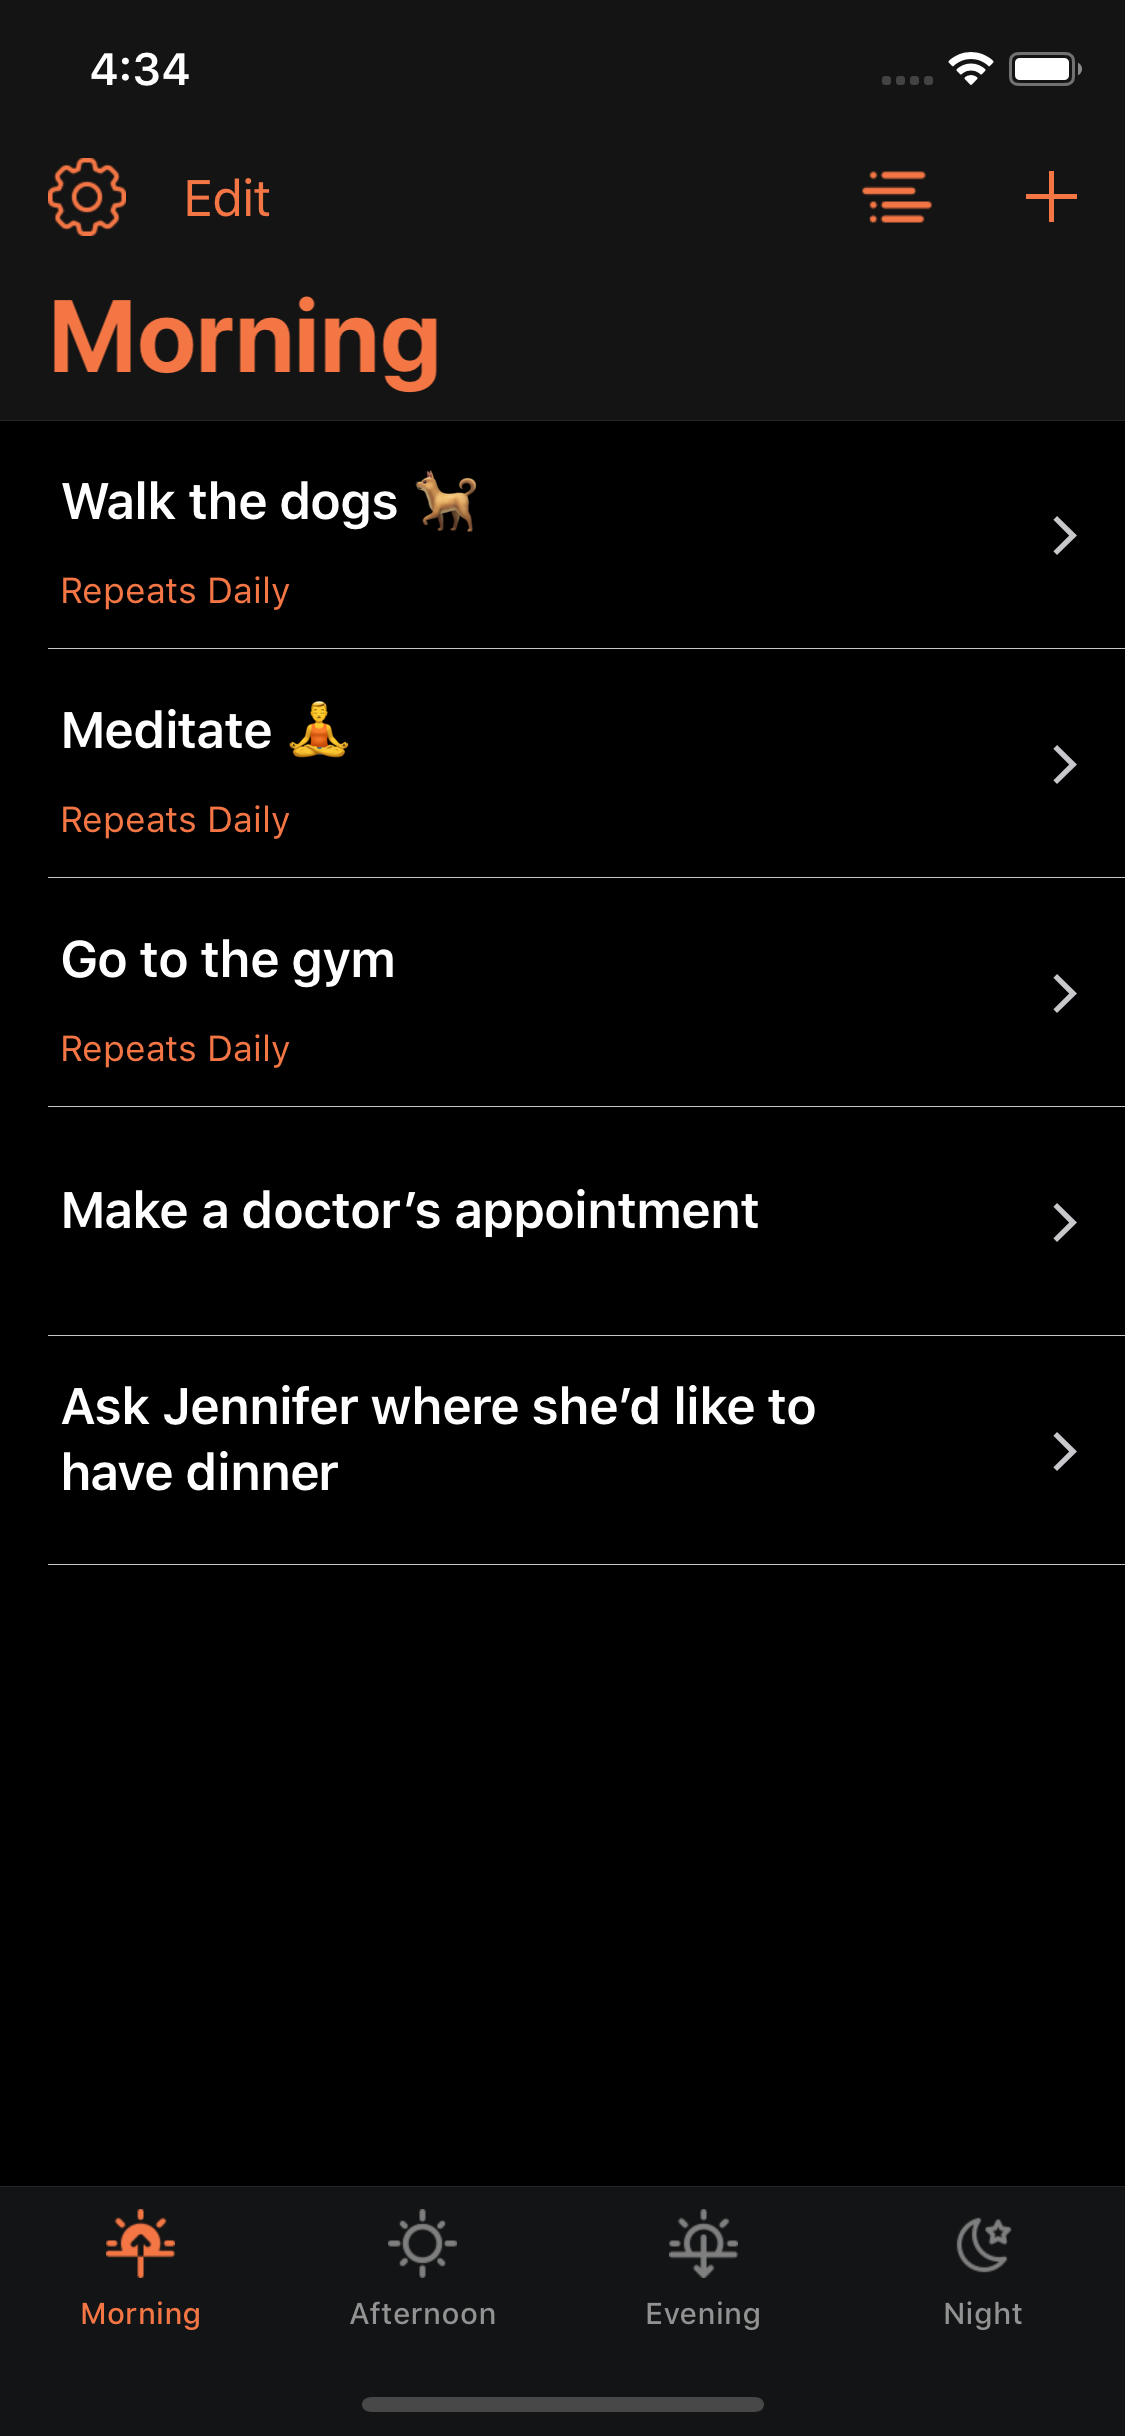 4:34
Edit
Morning
Walk the dogs 🐕
Repeats Daily
Meditate 🧘‍♂️
Repeats Daily
Go to the gym
Repeats Daily
Make a doctor’s appointment
Ask Jennifer where she’d like to
have dinner
Morning
Afternoon
Evening
Night